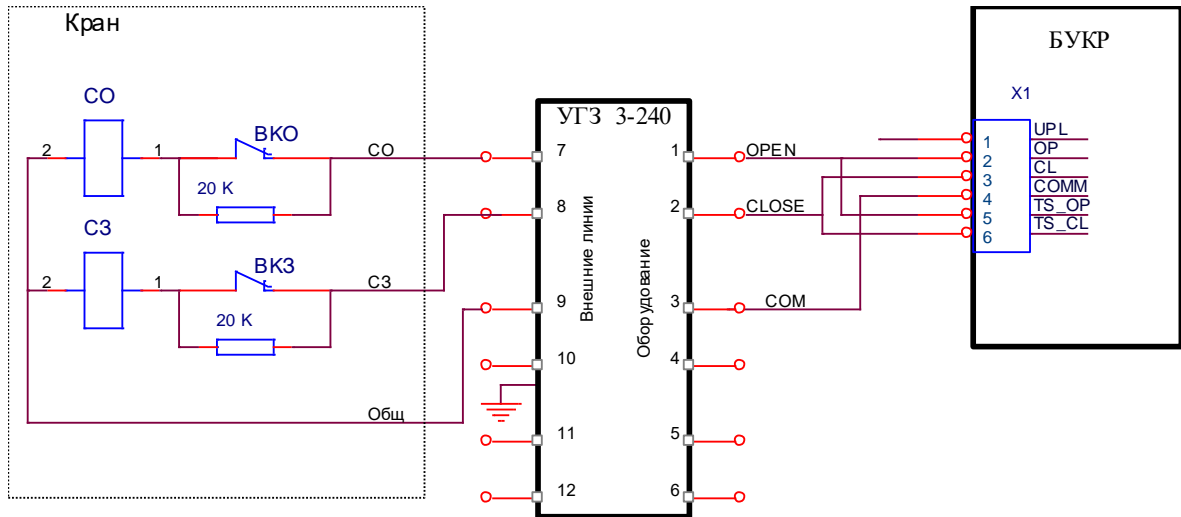 Кран
СО
2
1
ВКО
СО
20 К
СЗ
2
1
ВКЗ
СЗ
20 К
Общ
УГЗ 3-240
7
8
9
10
11
12
Внешние линии
Оборудование
1
2
3
4
5
6
OPEN
CLOSE
COM
БУКР
X1
1
2
3
4
5
6
UPL
OP
CL
COMM
TS_OP
TS_CL